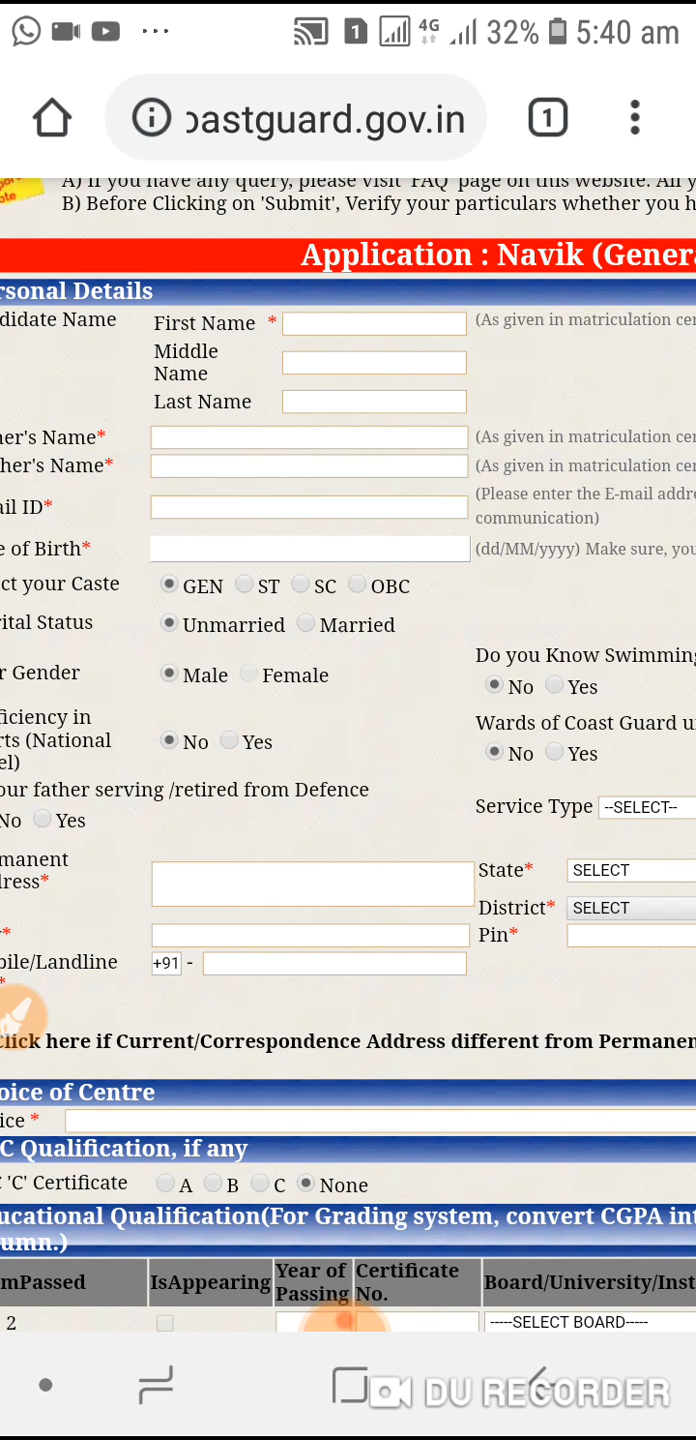 1 4G 32% 5:40 am
oastguard.gov.in 1
A) If you have any query, please visit 'FAQ' page on this website. All y
B) Before Clicking on 'Submit', Verify your particulars whether you h
Application : Navik (Genera
rsonal Details
didate Name First Name * (As given in matriculation cer
Middle
Name
Last Name
her's Name* (As given in matriculation cer
ther's Name* (As given in matriculation cer
ail ID* (Please enter the E-mail addre
communication)
e of Birth* (dd/MM/yyyy) Make sure, you
ct your Caste GEN ST SC OBC
rital Status Unmarried Married
r Gender Male Female Do you Know Swimming
No Yes
ficiency in
rts (National
el) No Yes Wards of Coast Guard u
No Yes
our father serving /retired from Defence
No Yes Service Type --SELECT--
manent
dress* State* SELECT
District* SELECT
* Pin*
bile/Landline +91 -
*
Click here if Current/Correspondence Address different from Permanen
oice of Centre
ice *
C Qualification, if any
'C' Certificate A B C None
ucational Qualification(For Grading system, convert CGPA int
umn.)
mPassed IsAppearing Year of Passing Certificate No. Board/University/Inst
2 -----SELECT BOARD-----
DU RECORDER